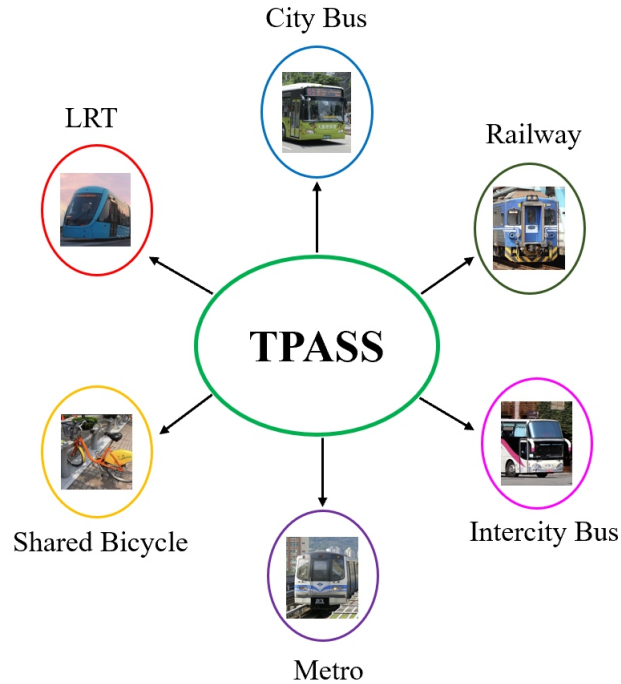 City Bus
LRT
Railway
TPASS
Shared Bicycle
Intercity Bus
Metro